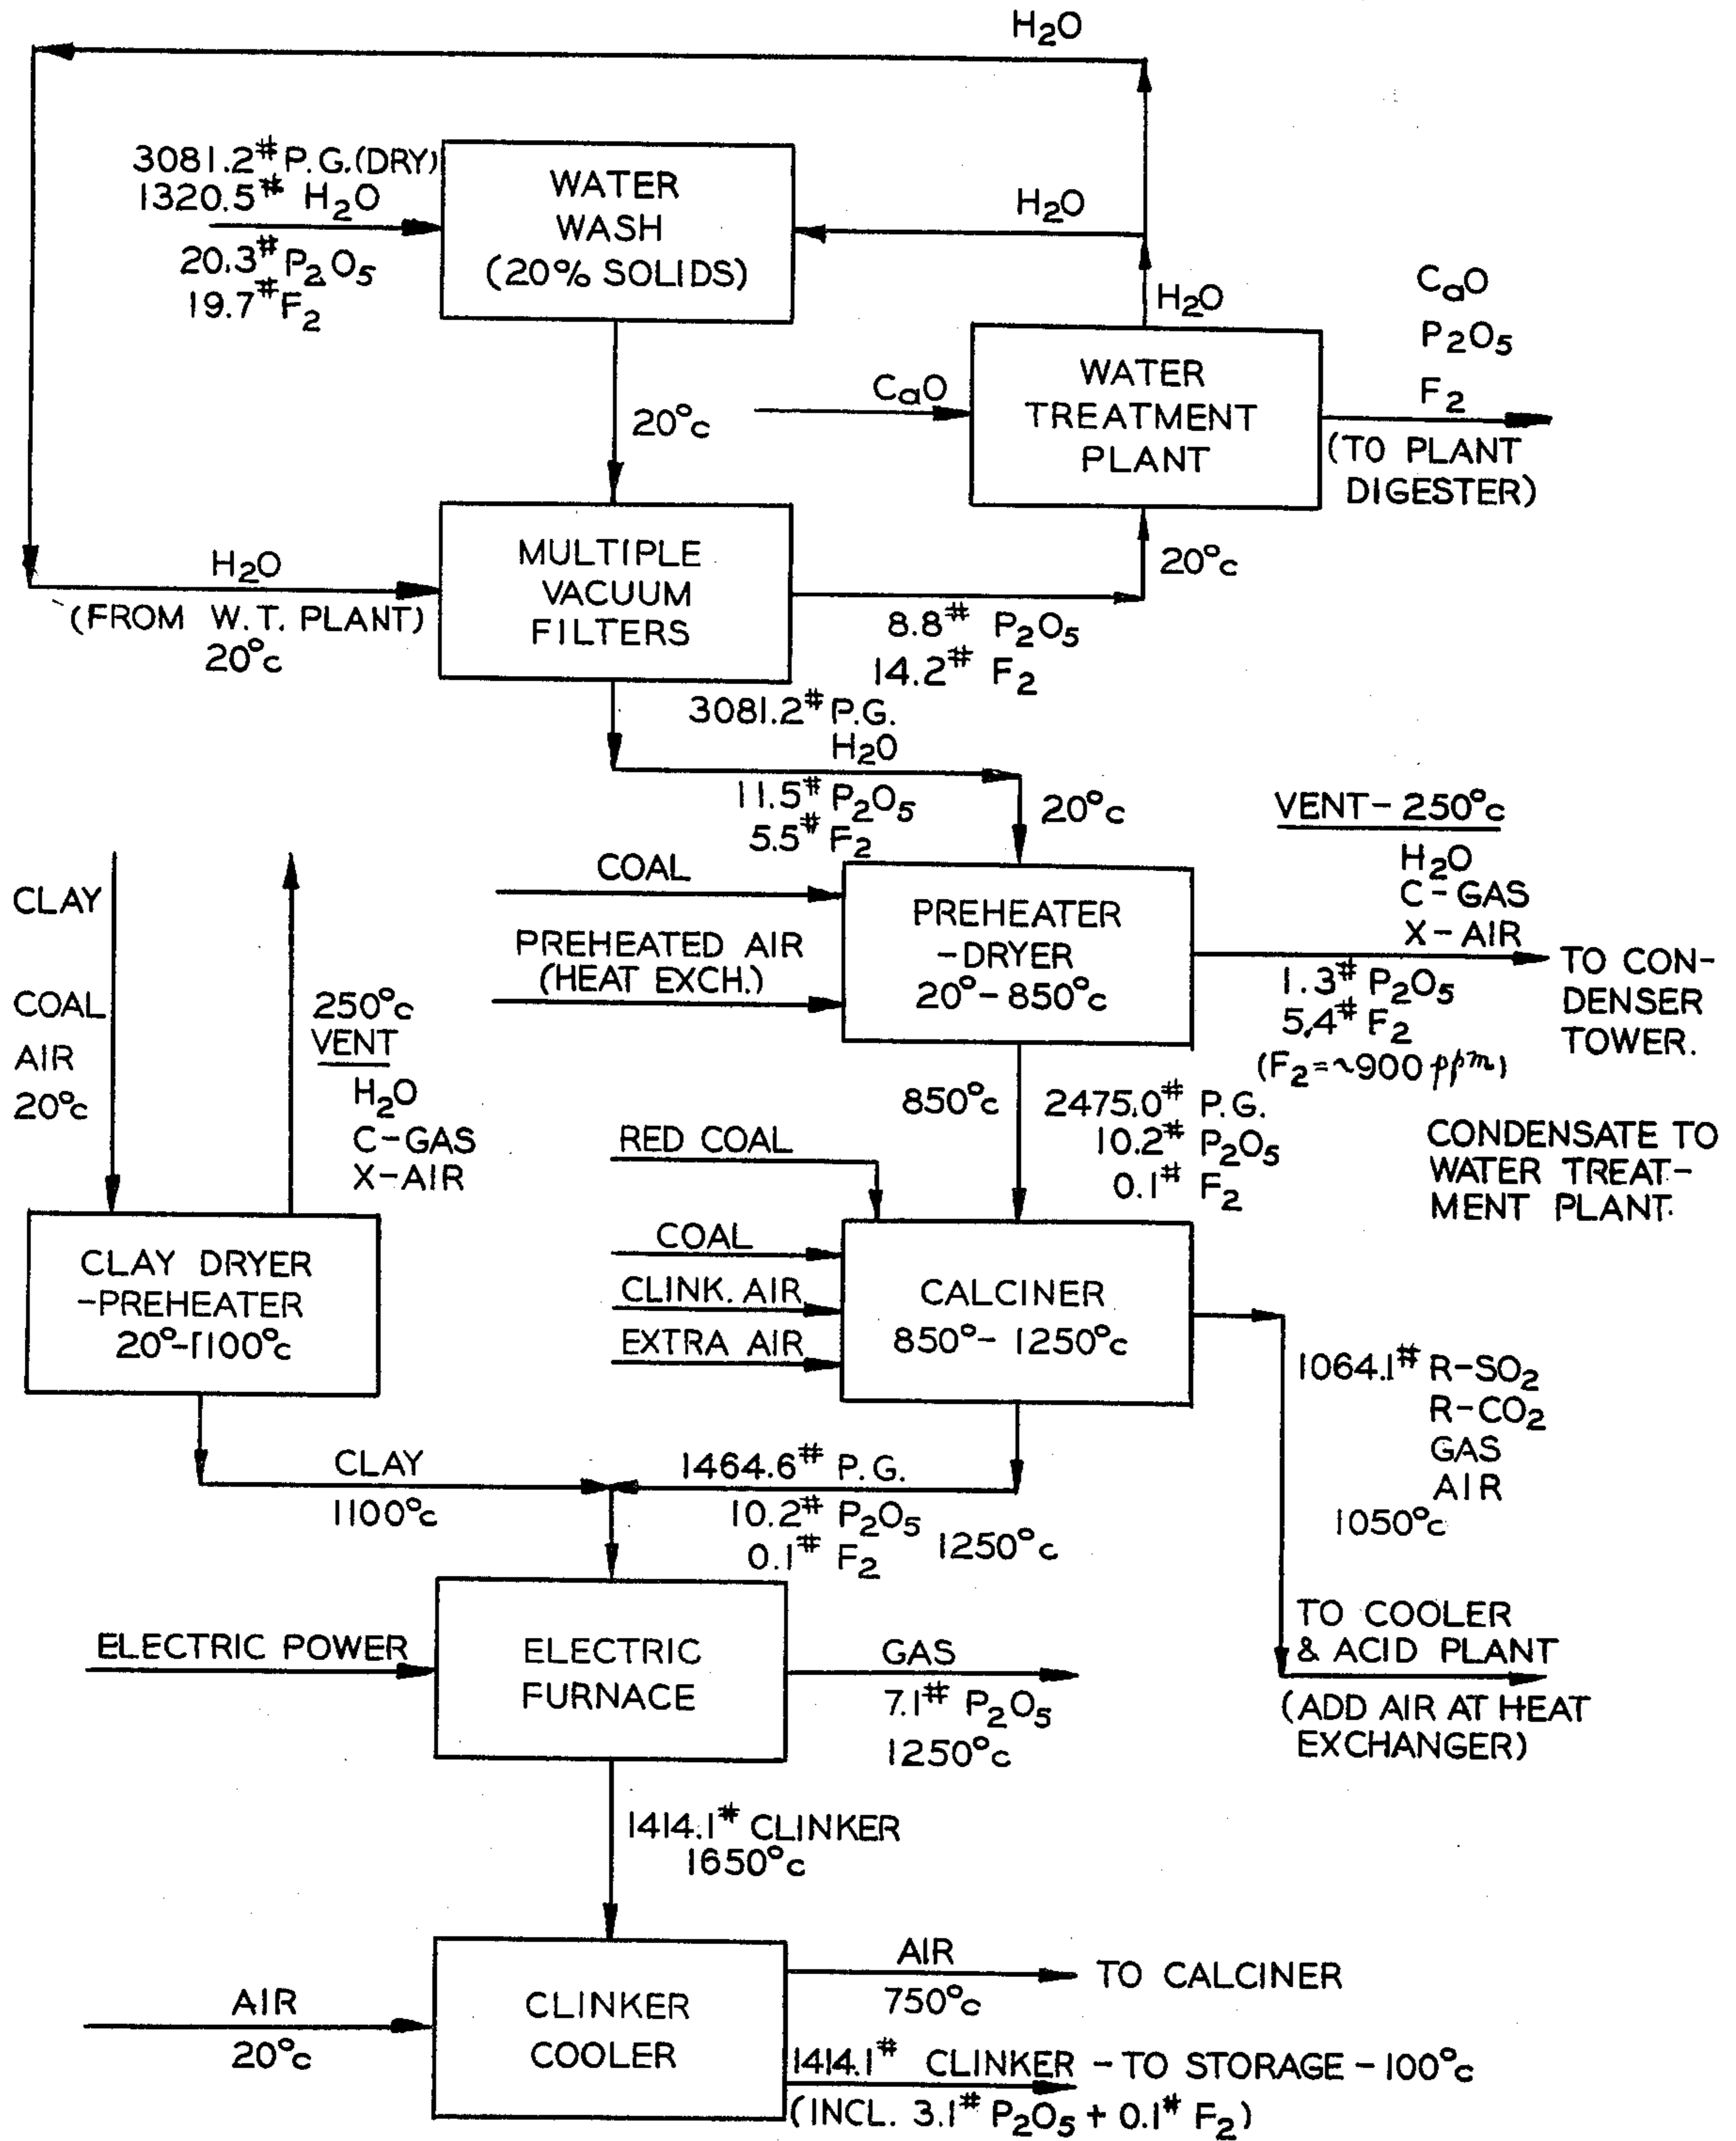 H2O
3081.2# P.G.(DRY)
1320.5# H2O
20.3# P2O5
19.7# F2
WATER
WASH
(20% SOLIDS)
H2O
H2O
CaO
P2O5
F2
(TO PLANT
DIGESTER)
CaO
WATER
TREATMENT
PLANT
20°c
20°c
H2O
(FROM W.T. PLANT)
20°c
MULTIPLE
VACUUM
FILTERS
8.8# P2O5
14.2# F2
3081.2# P.G.
H2O
11.5# P2O5
5.5# F2
20°c
CLAY
COAL
AIR
20°c
250°c
VENT
H2O
C-GAS
X-AIR
COAL
PREHEATED AIR
(HEAT EXCH.)
PREHEATER
-DRYER
20°-850°c
VENT-250°c
H2O
C-GAS
X-AIR
1.3# P2O5
5.4# F2
(F2=~900 ppm)
TO CON-
DENSER
TOWER.
CONDENSATE TO
WATER TREAT-
MENT PLANT.
850°c
2475.0# P.G.
10.2# P2O5
0.1# F2
RED COAL
COAL
CLINK. AIR
EXTRA AIR
CALCINER
850°-1250°c
CLAY DRYER
-PREHEATER
20°-1100°c
1064.1# R-SO2
R-CO2
GAS
AIR
1050°c
CLAY
1100°c
1464.6# P.G.
10.2# P2O5
0.1# F2
1250°c
TO COOLER
& ACID PLANT
(ADD AIR AT HEAT
EXCHANGER)
ELECTRIC POWER
ELECTRIC
FURNACE
GAS
7.1# P2O5
1250°c
1414.1# CLINKER
1650°c
AIR
20°c
CLINKER
COOLER
AIR
750°c
TO CALCINER
1414.1# CLINKER - TO STORAGE - 100°c
(INCL. 3.1# P2O5 + 0.1# F2)